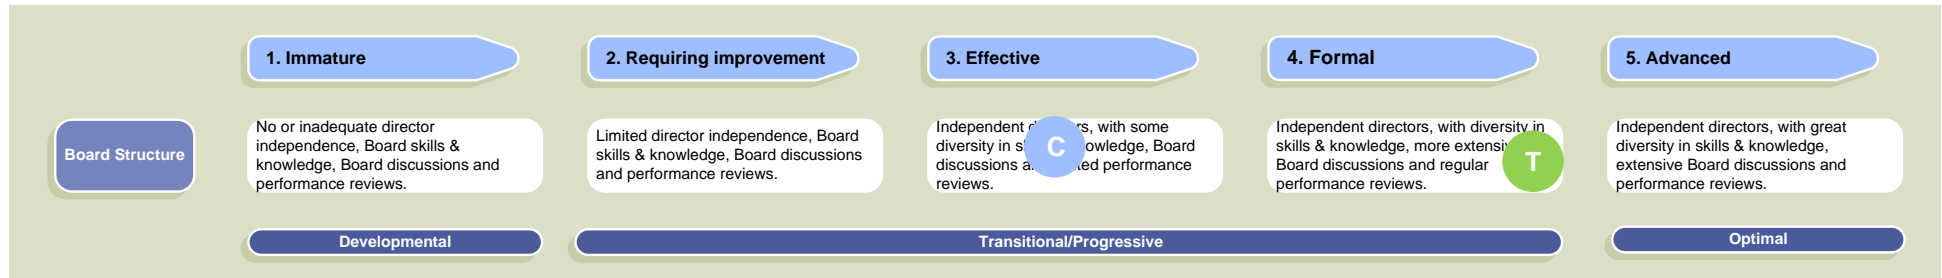 1. Immature
2. Requiring improvement
3. Effective
4. Formal
5. Advanced
Board Structure
No or inadequate director
independence, Board skills &
knowledge, Board discussions and
performance reviews.
Limited director independence, Board
skills & knowledge, Board discussions
and performance reviews.
Independent rs, with some
diversity in owledge, Board
discussions ted performance
reviews.
C
Independent directors, with diversity in
skills & knowledge, more extensiv
Board discussions and regular
performance reviews.
T
Independent directors, with great
diversity in skills & knowledge,
extensive Board discussions and
performance reviews.
Developmental
Transitional/Progressive
Optimal